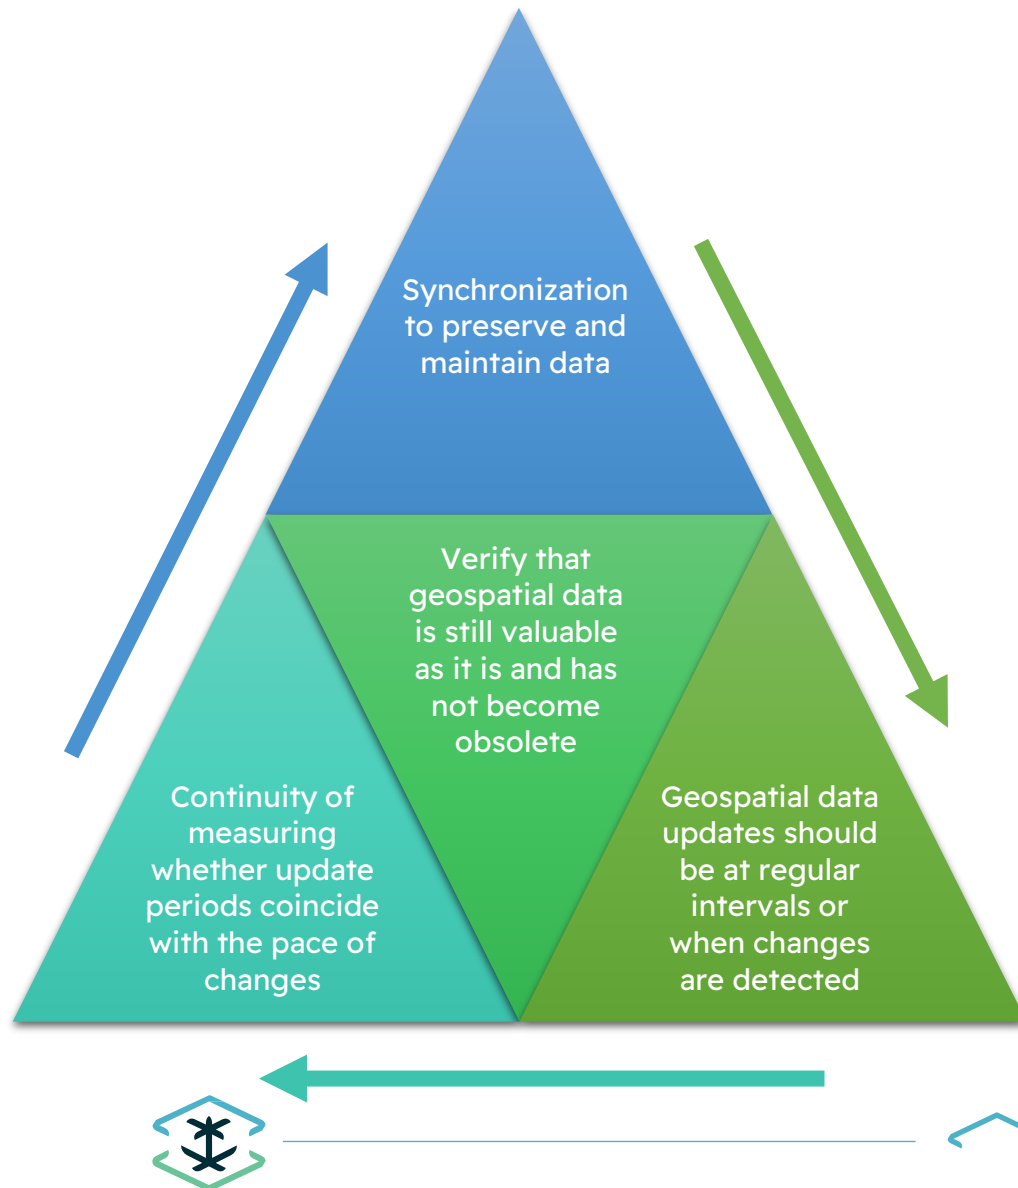 Synchronization
to preserve and
maintain data
Verify that
geospatial data
is still valuable
as it is and has
not become
obsolete
Continuity of
measuring
whether update
periods coincide
with the pace of
changes
Geospatial data
updates should
be at regular
intervals or
when changes
are detected